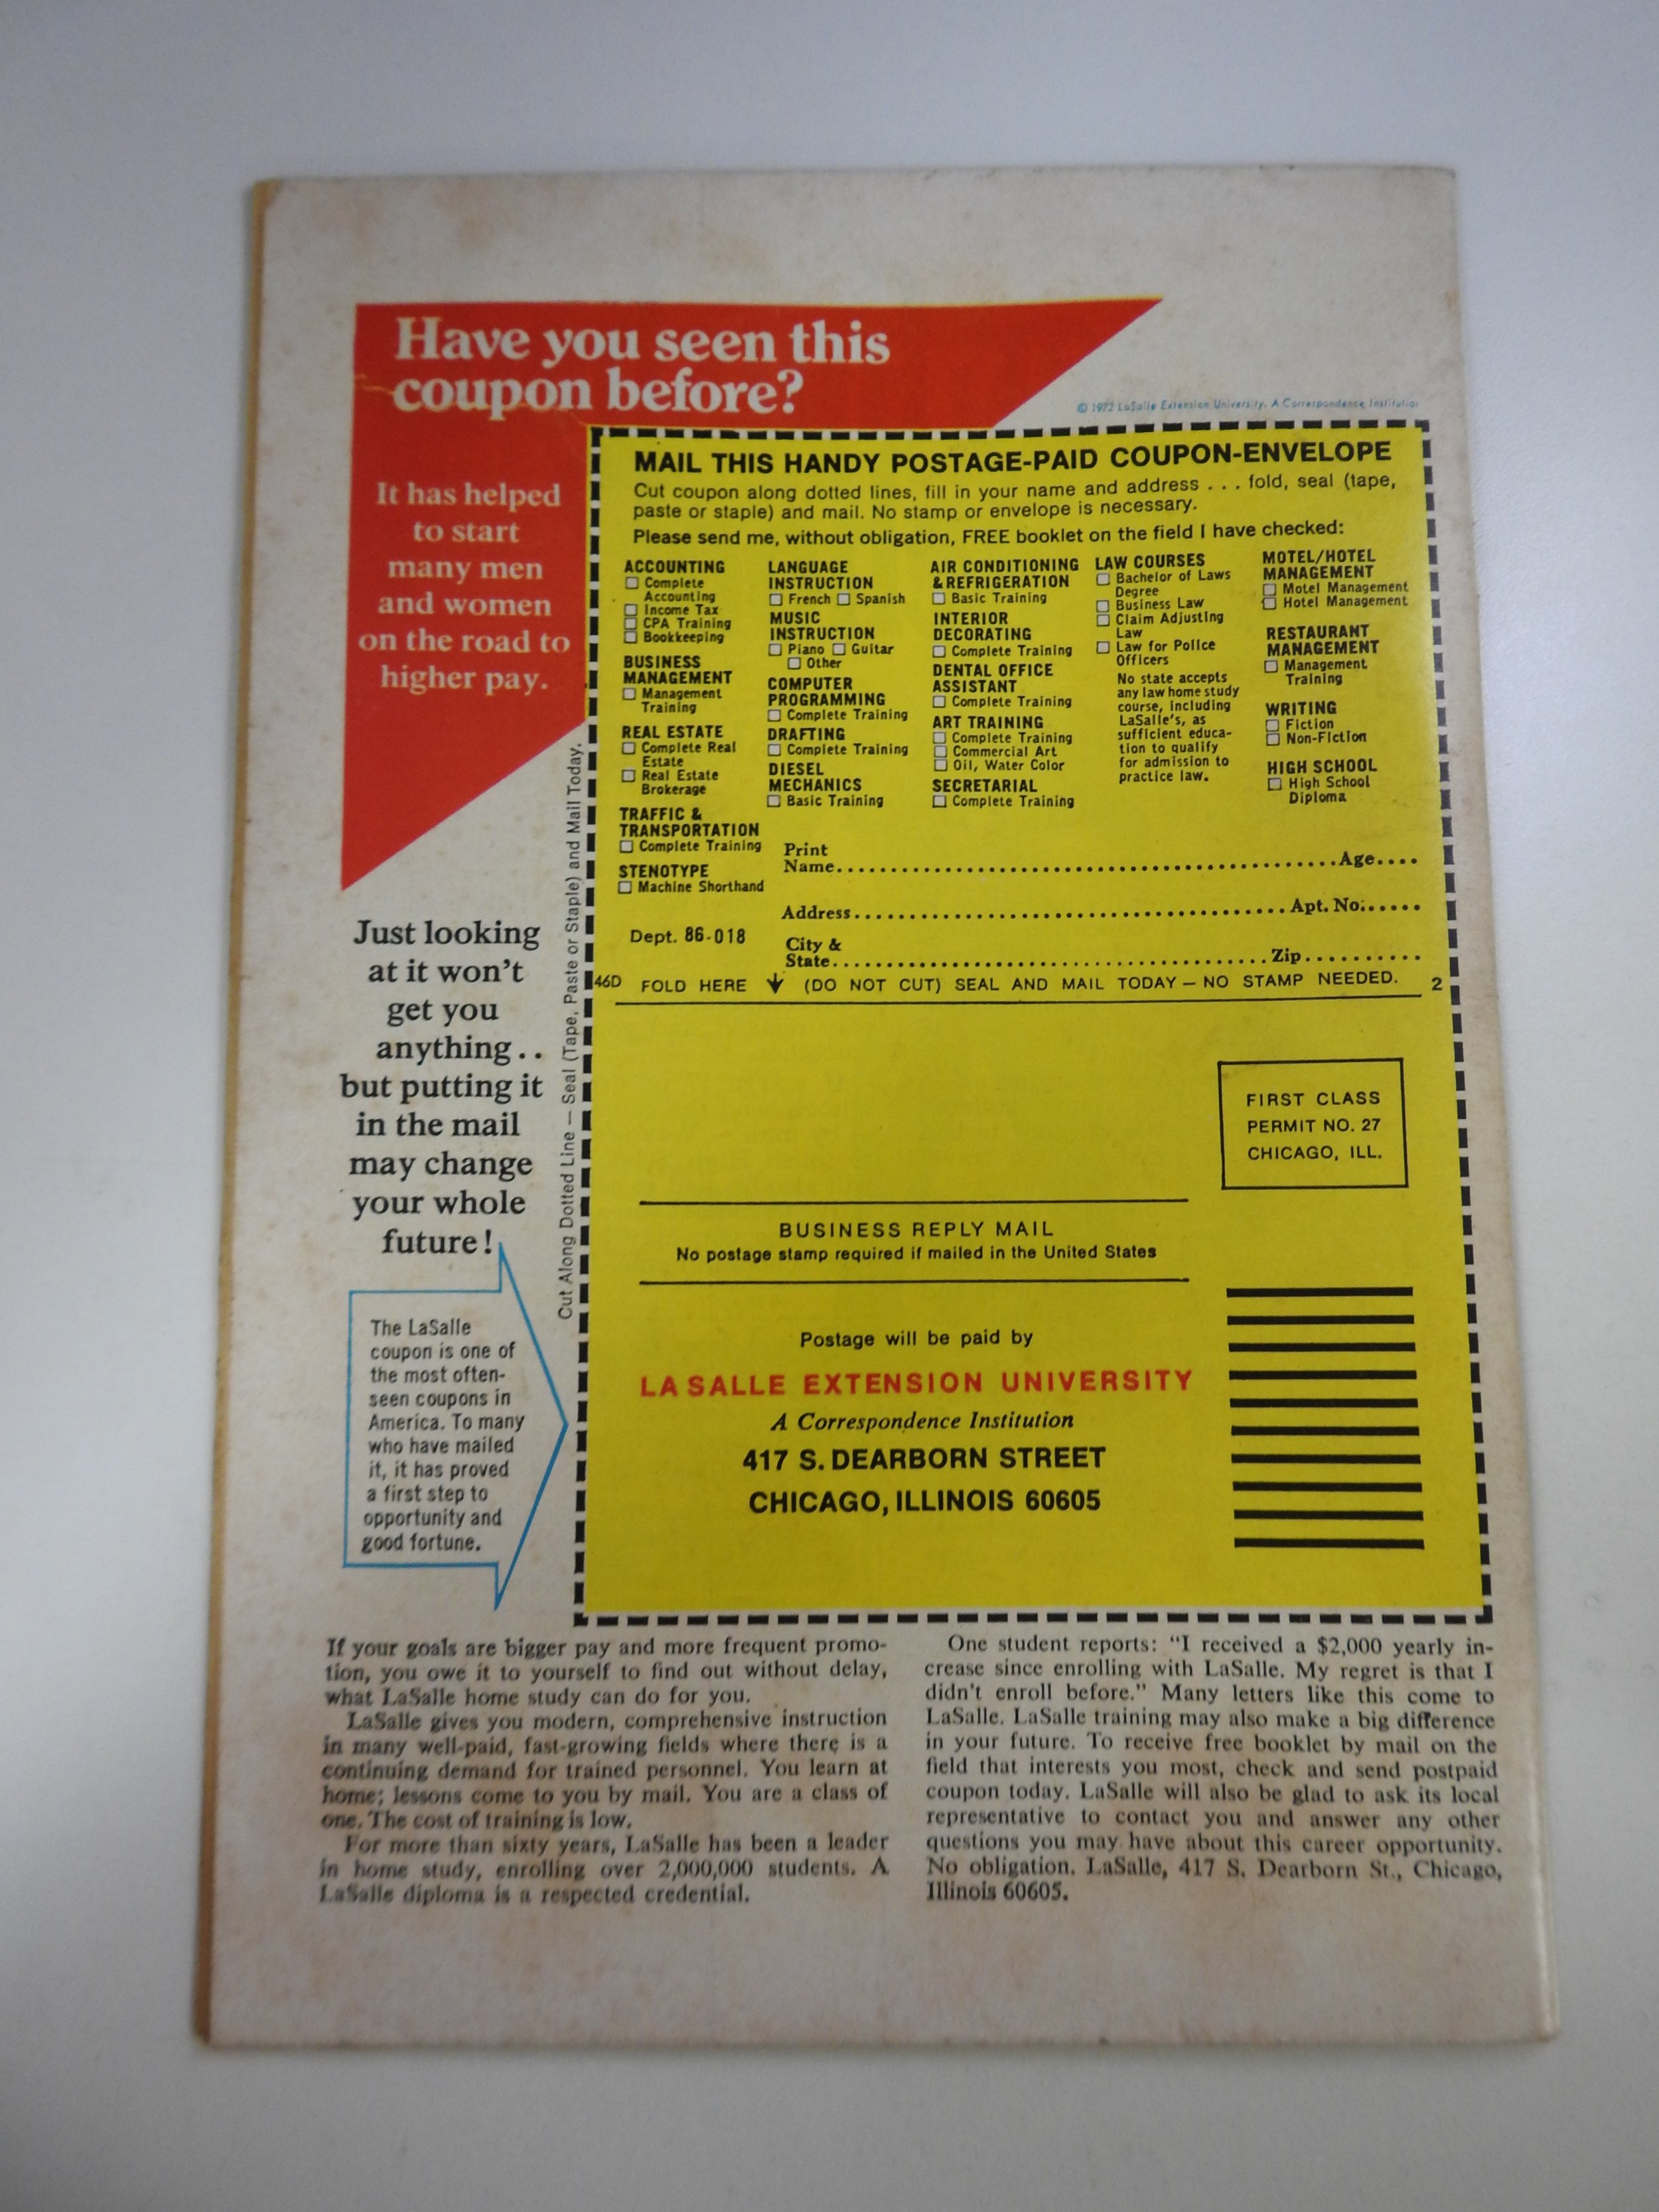 Have you seen this
coupon before?
It has helped
to start
many men
and women
on the road to
higher pay.
© 1972 LaSalle Extension University. A Correspondence Institution
MAIL THIS HANDY POSTAGE-PAID COUPON-ENVELOPE
Cut coupon along dotted lines, fill in your name and address . . . fold, seal (tape,
paste or staple) and mail. No stamp or envelope is necessary.
Please send me, without obligation, FREE booklet on the field I have checked:
ACCOUNTING
Complete
Accounting
Income Tax
CPA Training
Bookkeeping
BUSINESS
MANAGEMENT
Management
Training
REAL ESTATE
Complete Real
Estate
Real Estate
Brokerage
TRAFFIC &
TRANSPORTATION
Complete Training
STENOTYPE
Machine Shorthand
LANGUAGE
INSTRUCTION
French Spanish
MUSIC
INSTRUCTION
Piano Guitar
Other
COMPUTER
PROGRAMMING
Complete Training
DRAFTING
Complete Training
DIESEL
MECHANICS
Basic Training
AIR CONDITIONING
& REFRIGERATION
Basic Training
INTERIOR
DECORATING
Complete Training
DENTAL OFFICE
ASSISTANT
Complete Training
ART TRAINING
Complete Training
Commercial Art
Oil, Water Color
SECRETARIAL
Complete Training
LAW COURSES
Bachelor of Laws
Degree
Business Law
Claim Adjusting
Law
Law for Police
Officers
No state accepts
any law home study
course, including
LaSalle's, as
sufficient educa-
tion to qualify
for admission to
practice law.
MOTEL/HOTEL
MANAGEMENT
Motel Management
Hotel Management
RESTAURANT
MANAGEMENT
Management
Training
WRITING
Fiction
Non-Fiction
HIGH SCHOOL
High School
Diploma
Print
Name Age
Address Apt. No.
Dept. 86-018
City &
State Zip
46D FOLD HERE (DO NOT CUT) SEAL AND MAIL TODAY — NO STAMP NEEDED. 2
Cut Along Dotted Line — Seal (Tape, Paste or Staple) and Mail Today.
FIRST CLASS
PERMIT NO. 27
CHICAGO, ILL.
BUSINESS REPLY MAIL
No postage stamp required if mailed in the United States
Postage will be paid by
LA SALLE EXTENSION UNIVERSITY
A Correspondence Institution
417 S. DEARBORN STREET
CHICAGO, ILLINOIS 60605
Just looking
at it won't
get you
anything . .
but putting it
in the mail
may change
your whole
future!
The LaSalle
coupon is one of
the most often-
seen coupons in
America. To many
who have mailed
it, it has proved
a first step to
opportunity and
good fortune.
If your goals are bigger pay and more frequent promo-
tion, you owe it to yourself to find out without delay,
what LaSalle home study can do for you.
LaSalle gives you modern, comprehensive instruction
in many well-paid, fast-growing fields where there is a
continuing demand for trained personnel. You learn at
home; lessons come to you by mail. You are a class of
one. The cost of training is low.
For more than sixty years, LaSalle has been a leader
in home study, enrolling over 2,000,000 students. A
LaSalle diploma is a respected credential.
One student reports: "I received a $2,000 yearly in-
crease since enrolling with LaSalle. My regret is that I
didn't enroll before." Many letters like this come to
LaSalle. LaSalle training may also make a big difference
in your future. To receive free booklet by mail on the
field that interests you most, check and send postpaid
coupon today. LaSalle will also be glad to ask its local
representative to contact you and answer any other
questions you may have about this career opportunity.
No obligation. LaSalle, 417 S. Dearborn St., Chicago,
Illinois 60605.